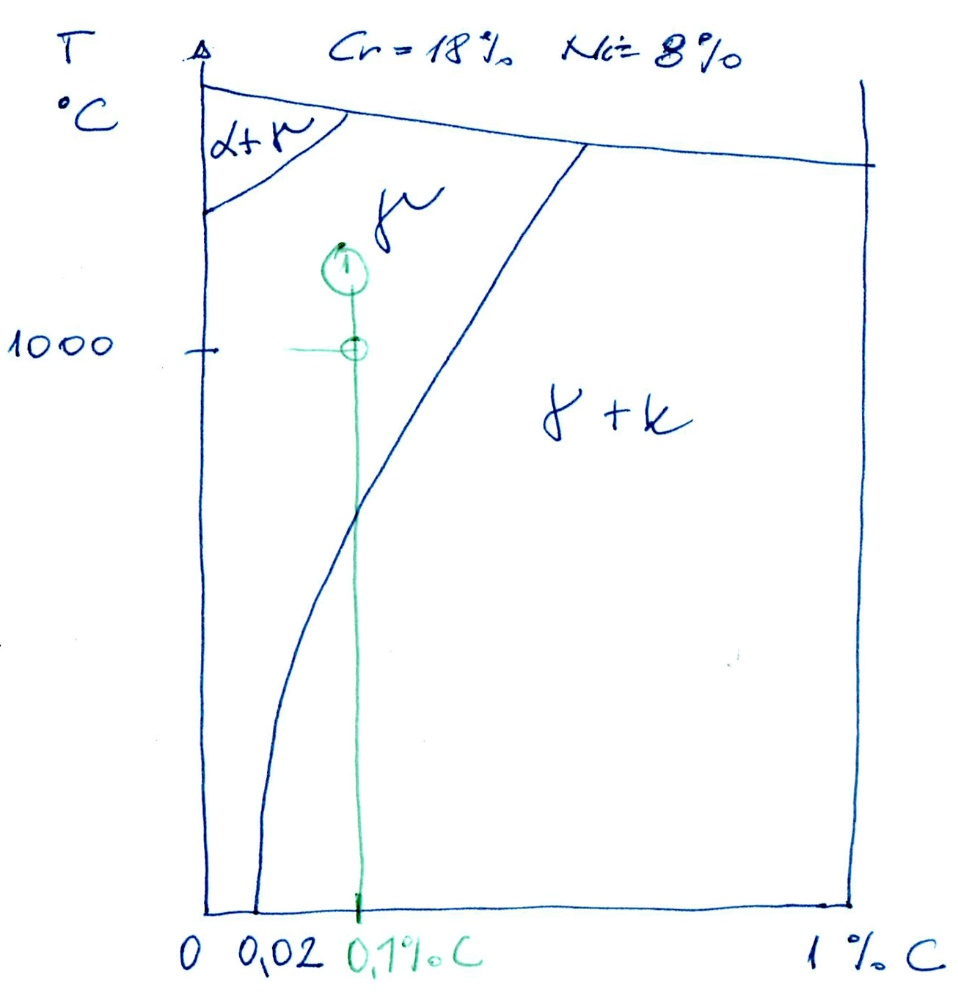 T Cr = 18% Ni = 8%
°C
α+γ
γ
1
1000
γ + k
0 0,02 0,1%C 1 % C